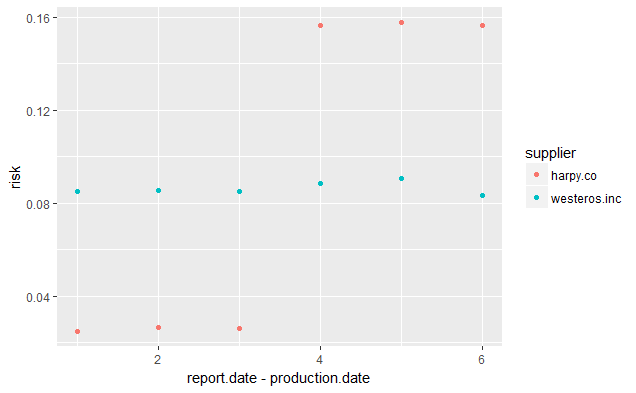 0.16
0.12
0.08
0.04
risk
2
4
6
report.date - production.date
supplier
harpy.co
westeros.inc